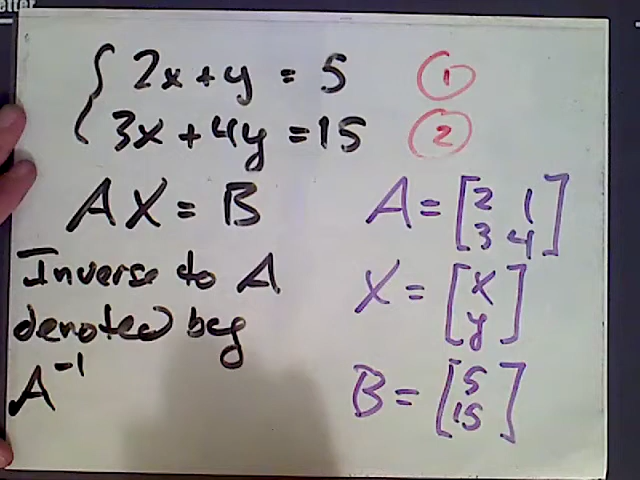 2x + y = 5 ①
3x + 4y = 15 ②
AX = B
Inverse to A
denoted by
A⁻¹
A = [2 1
3 4]
X = [x
y]
B = [5
15]